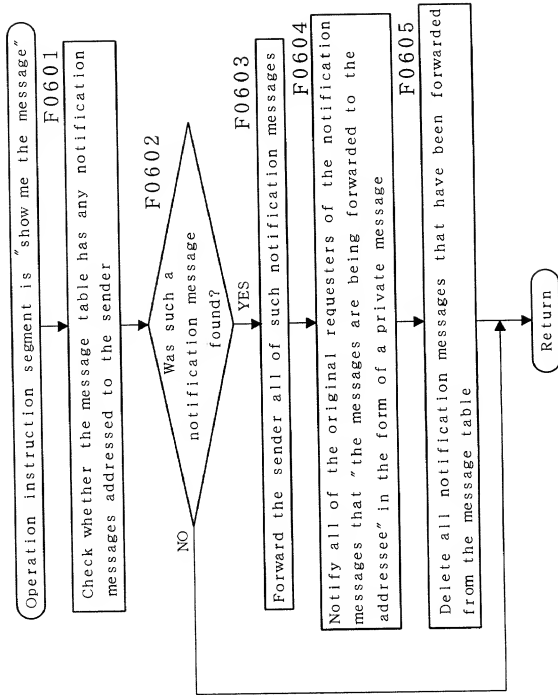 Operation instruction segment is "show me the message"
F0601
Check whether the message table has any notification
messages addressed to the sender
F0602
Was such a
notification message
found?
NO
YES
F0603
Forward the sender all of such notification messages
F0604
Notify all of the original requesters of the notification
messages that "the messages are being forwarded to the
addressee" in the form of a private message
F0605
Delete all notification messages that have been forwarded
from the message table
Return